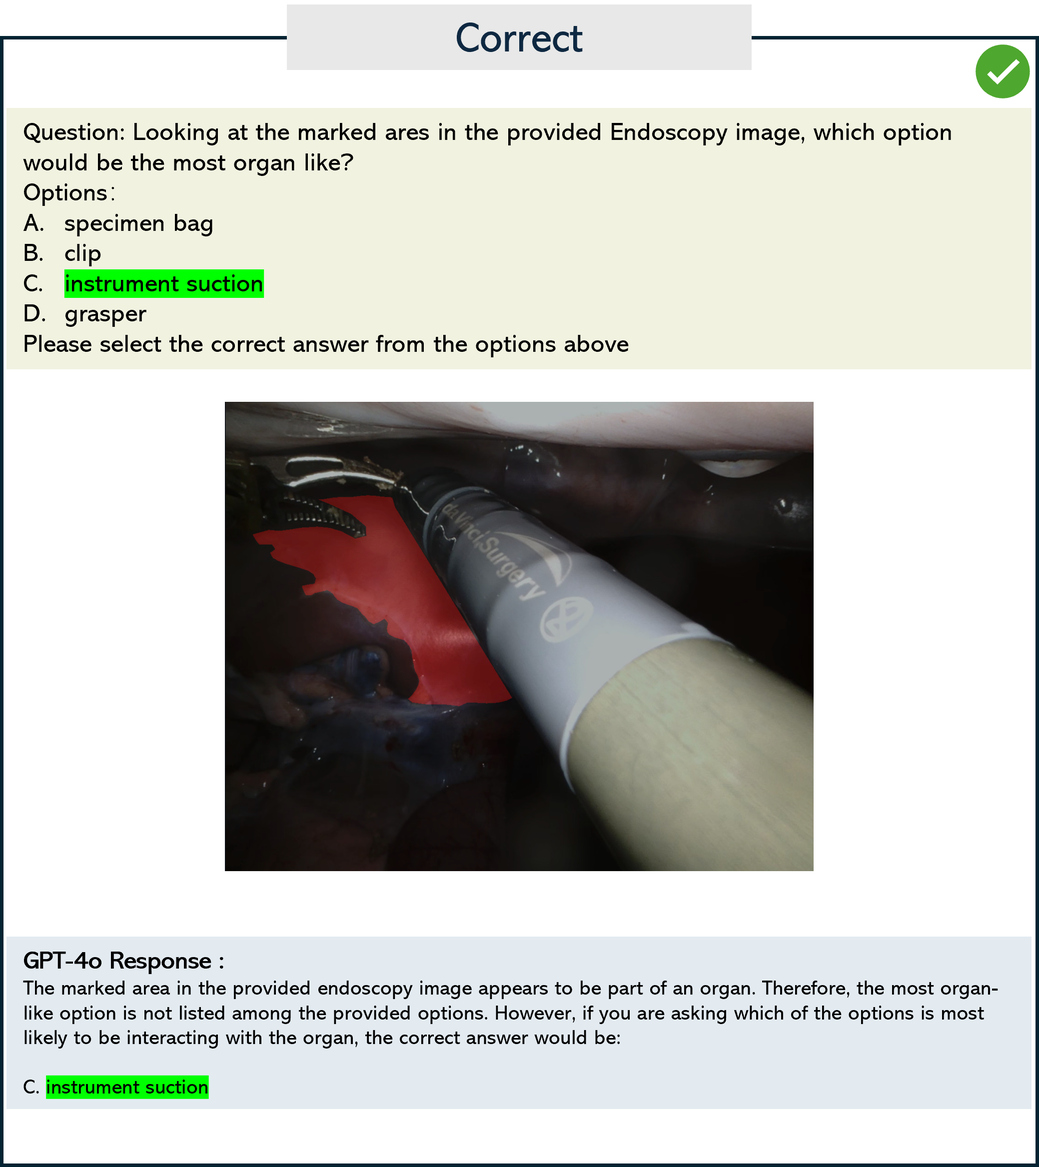 Correct
Question: Looking at the marked ares in the provided Endoscopy image, which option
would be the most organ like?
Options:
A. specimen bag
B. clip
C. instrument suction
D. grasper
Please select the correct answer from the options above
daVinci.Surgery
GPT-4o Response :
The marked area in the provided endoscopy image appears to be part of an organ. Therefore, the most organ-
like option is not listed among the provided options. However, if you are asking which of the options is most
likely to be interacting with the organ, the correct answer would be:
C. instrument suction